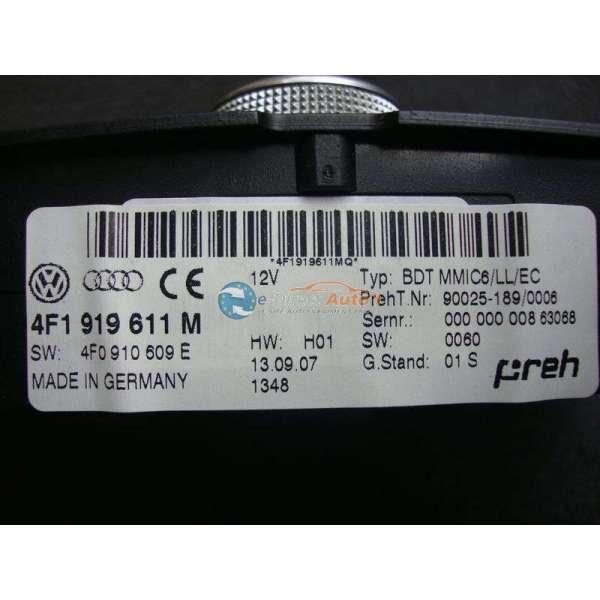 *4F1919611MQ*
CE 12V Typ: BDT MMIC6/LL/EC
PrehT.Nr: 90025-189/0006
4F1 919 611 M Sernr.: 000 000 008 63068
HW: H01 SW: 0060
SW: 4F0 910 609 E 13.09.07 G.Stand: 01 S
MADE IN GERMANY 1348 preh